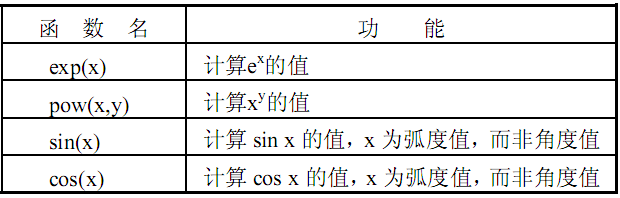 函 数 名 功 能
exp(x) 计算eˣ的值
pow(x,y) 计算xʸ的值
sin(x) 计算 sin x 的值，x 为弧度值，而非角度值
cos(x) 计算 cos x 的值，x 为弧度值，而非角度值